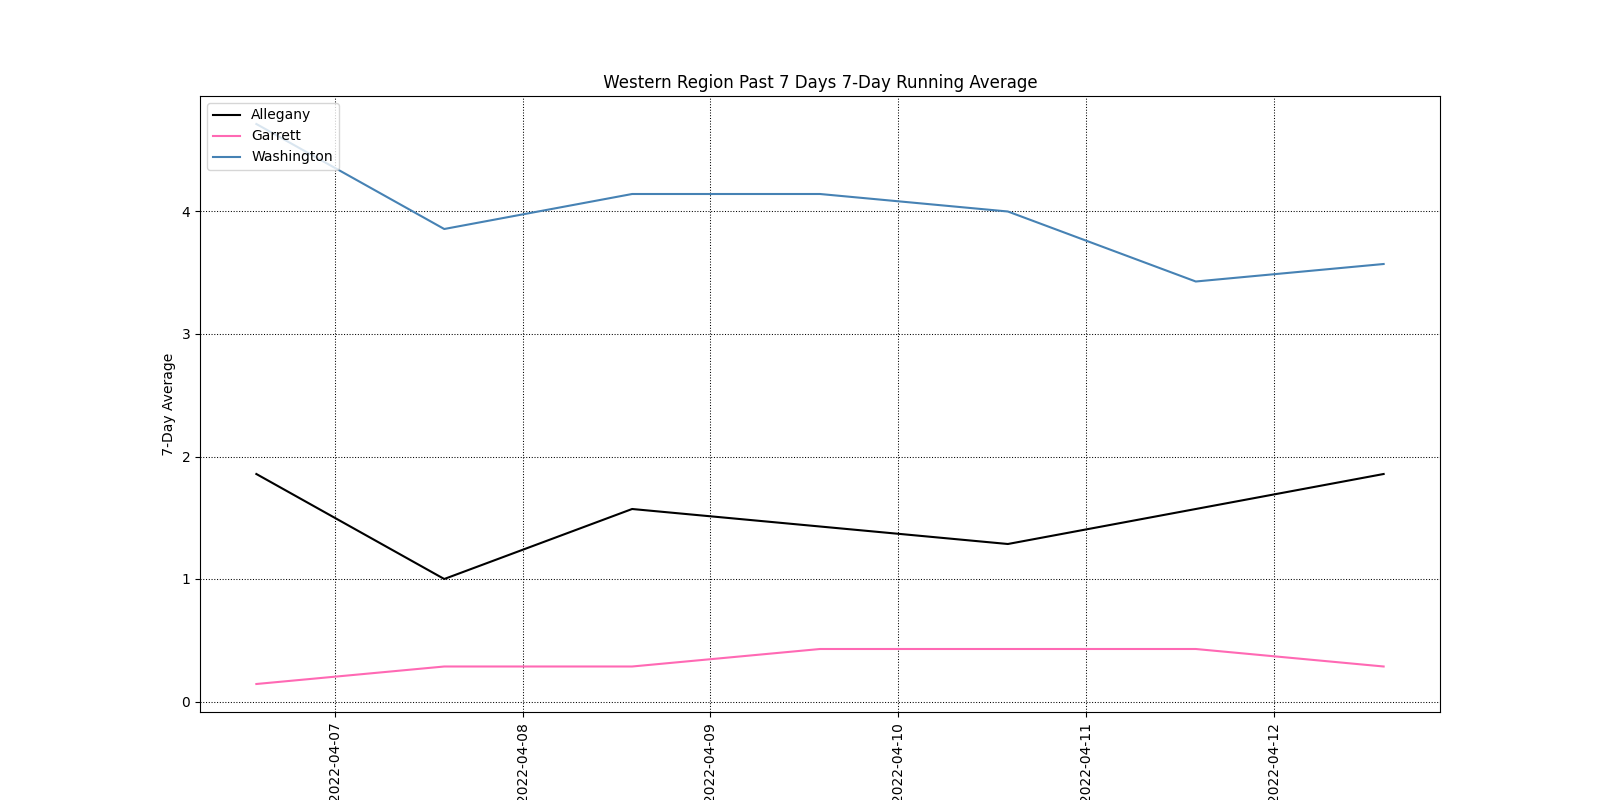 Western Region Past 7 Days 7-Day Running Average
Allegany
Garrett
Washington
7-Day Average
4
3
2
1
0
2022-04-07
2022-04-08
2022-04-09
2022-04-10
2022-04-11
2022-04-12